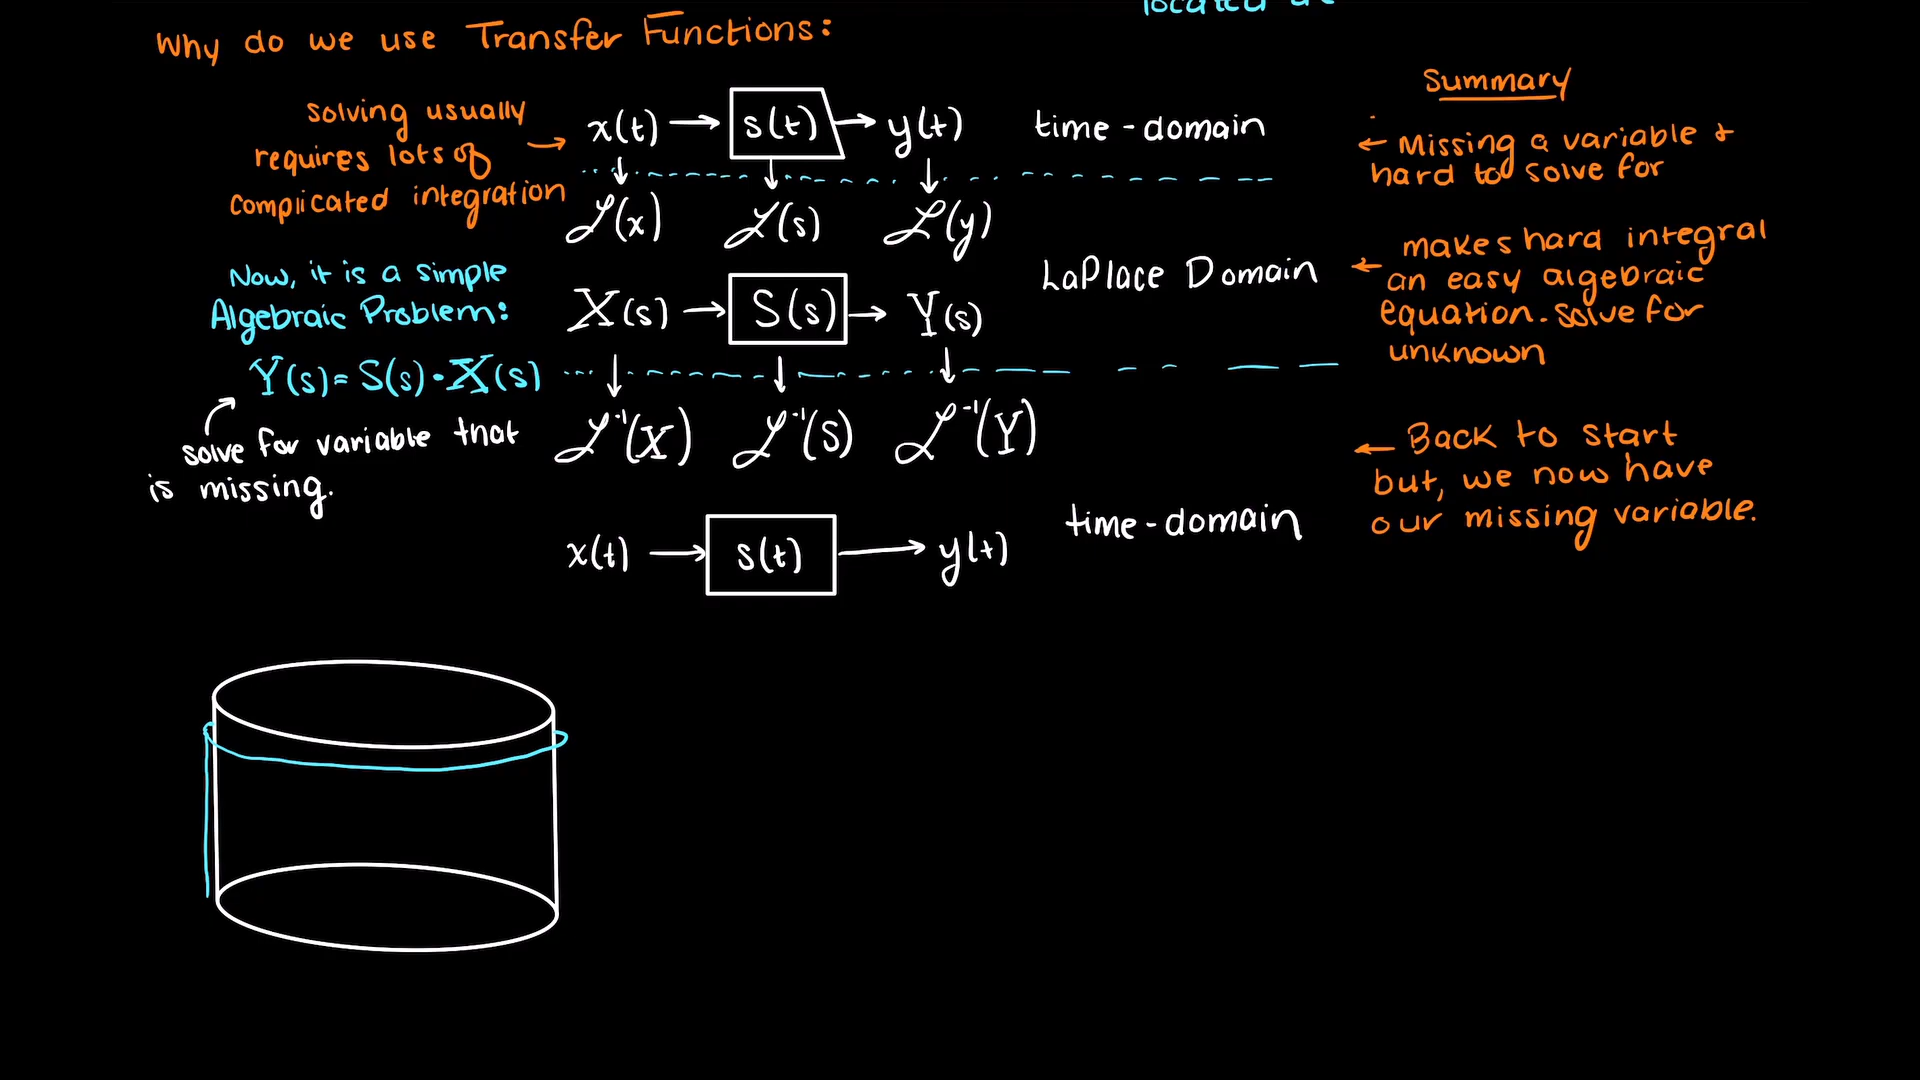 located at
Why do we use Transfer Functions:
Summary
solving usually
requires lots of
complicated integration
x(t) → s(t) → y(t)
time-domain
← Missing a variable &
hard to solve for
ℒ(x) ℒ(s) ℒ(y)
Now, it is a simple
Algebraic Problem:
Y(s) = S(s) · X(s)
solve for variable that
is missing.
X(s) → S(s) → Y(s)
LaPlace Domain
← makes hard integral
an easy algebraic
equation. solve for
unknown
ℒ⁻¹(X) ℒ⁻¹(S) ℒ⁻¹(Y)
← Back to start
but, we now have
our missing variable.
x(t) → s(t) → y(t)
time-domain